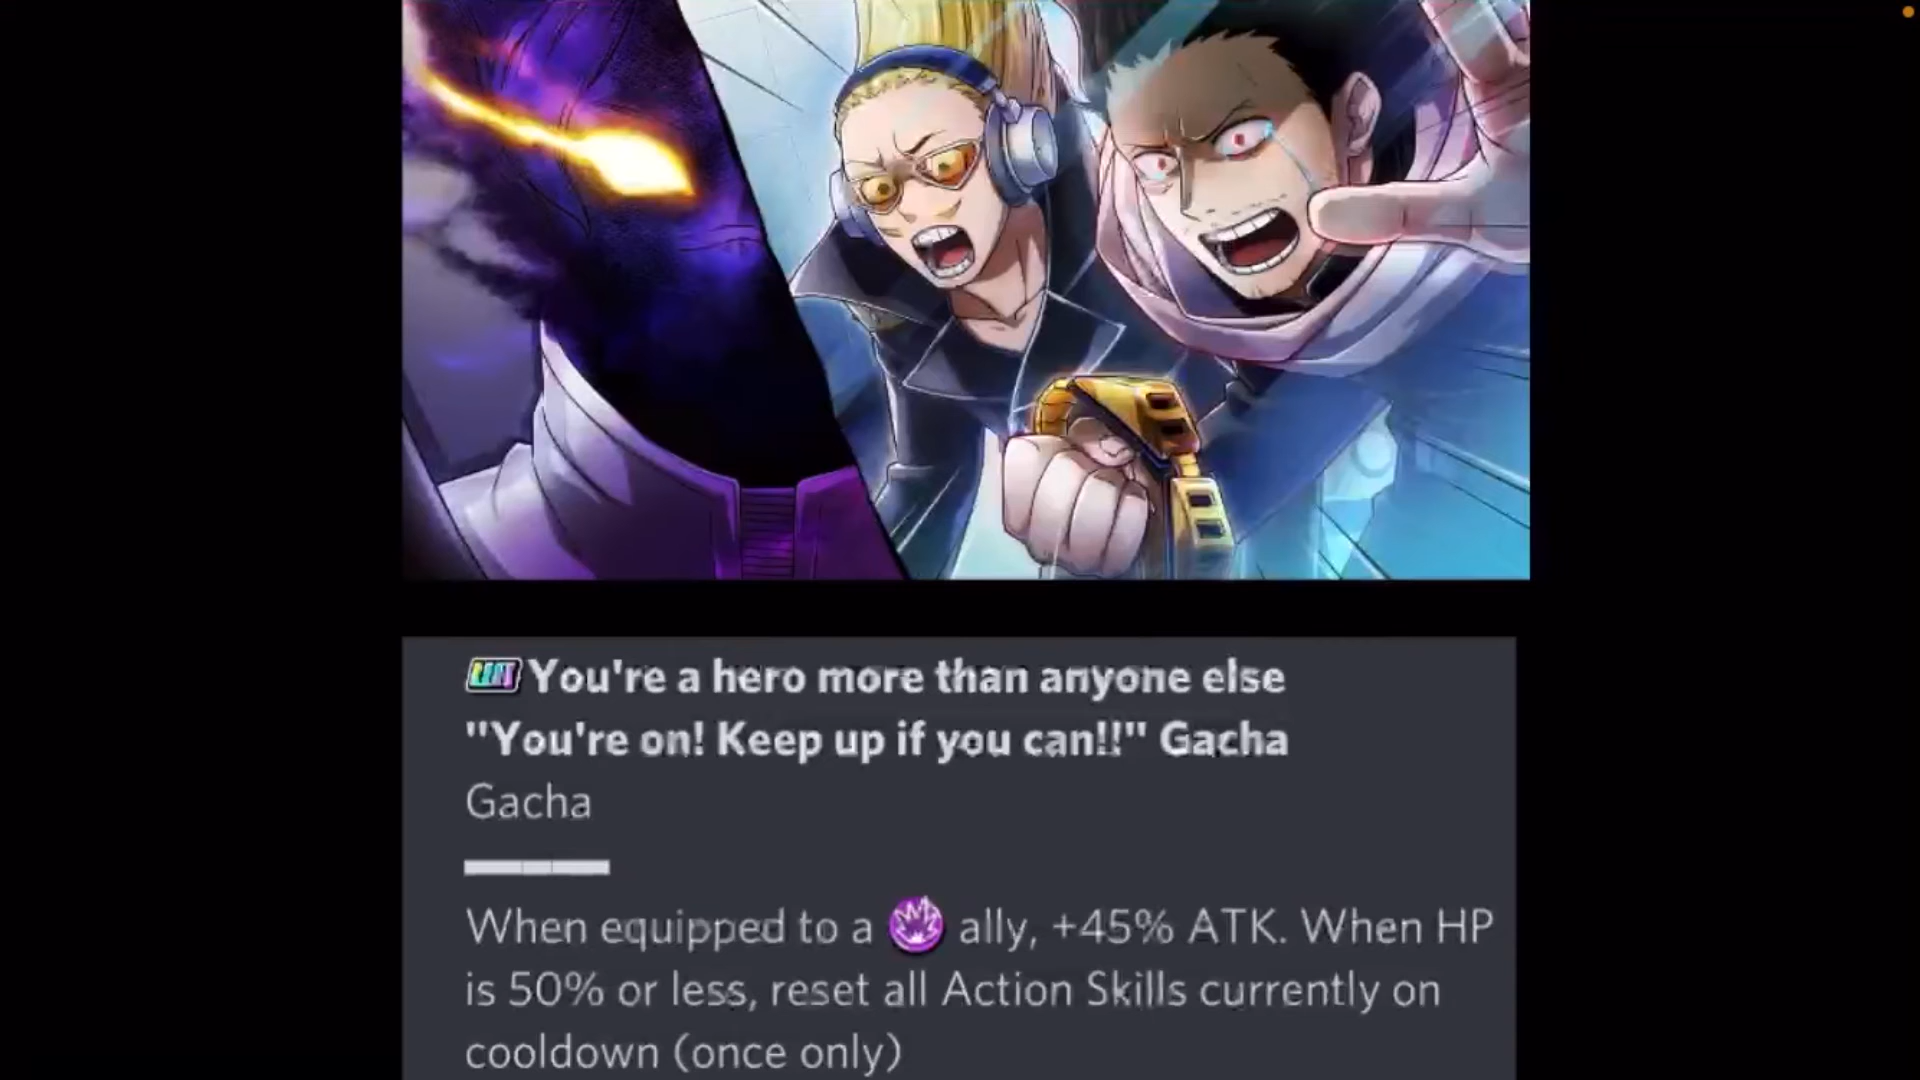 You're a hero more than anyone else
"You're on! Keep up if you can!!" Gacha
Gacha
When equipped to a ally, +45% ATK. When HP
is 50% or less, reset all Action Skills currently on
cooldown (once only)